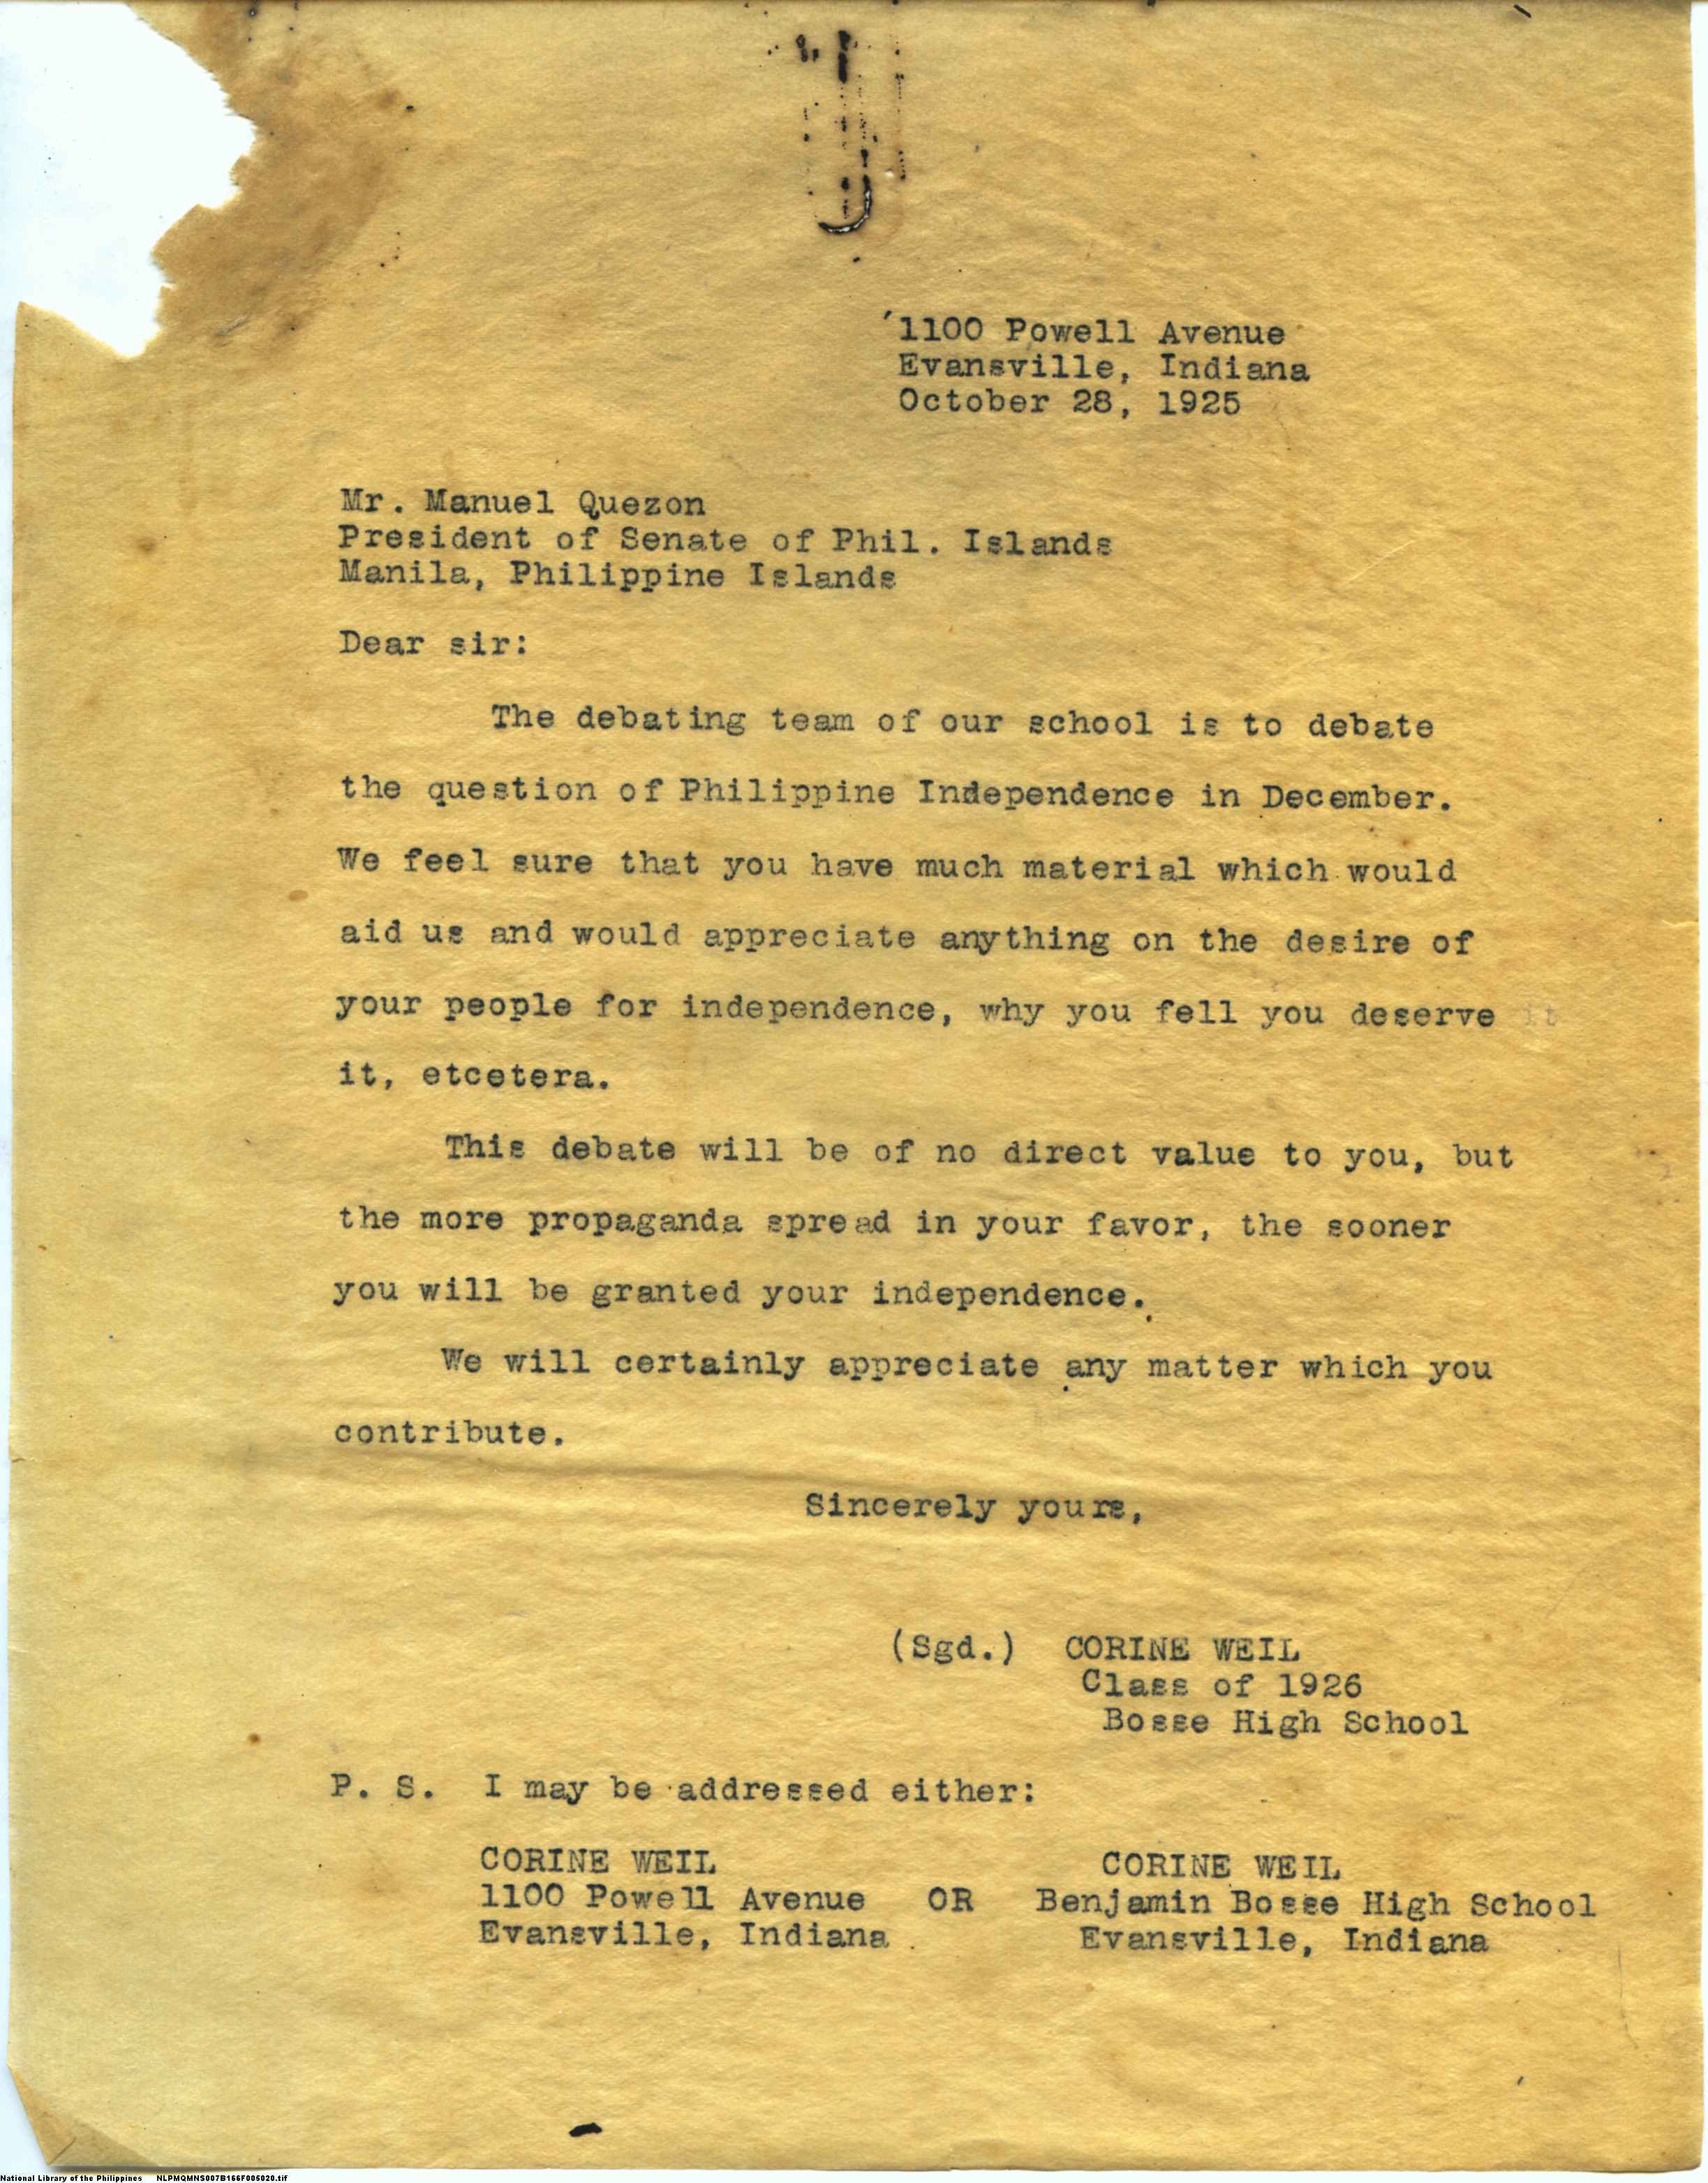 1100 Powell Avenue
Evansville, Indiana
October 28, 1925
Mr. Manuel Quezon
President of Senate of Phil. Islands
Manila, Philippine Islands
Dear sir:
The debating team of our school is to debate
the question of Philippine Independence in December.
We feel sure that you have much material which would
aid us and would appreciate anything on the desire of
your people for independence, why you fell you deserve it
it, etcetera.
This debate will be of no direct value to you, but
the more propaganda spread in your favor, the sooner
you will be granted your independence.
We will certainly appreciate any matter which you
contribute.
Sincerely yours,
(Sgd.) CORINE WEIL
Class of 1926
Bosse High School
P. S. I may be addressed either:
CORINE WEIL CORINE WEIL
1100 Powell Avenue OR Benjamin Bosse High School
Evansville, Indiana Evansville, Indiana
National Library of the Philippines NLPMQMNS007B166F005020.tif